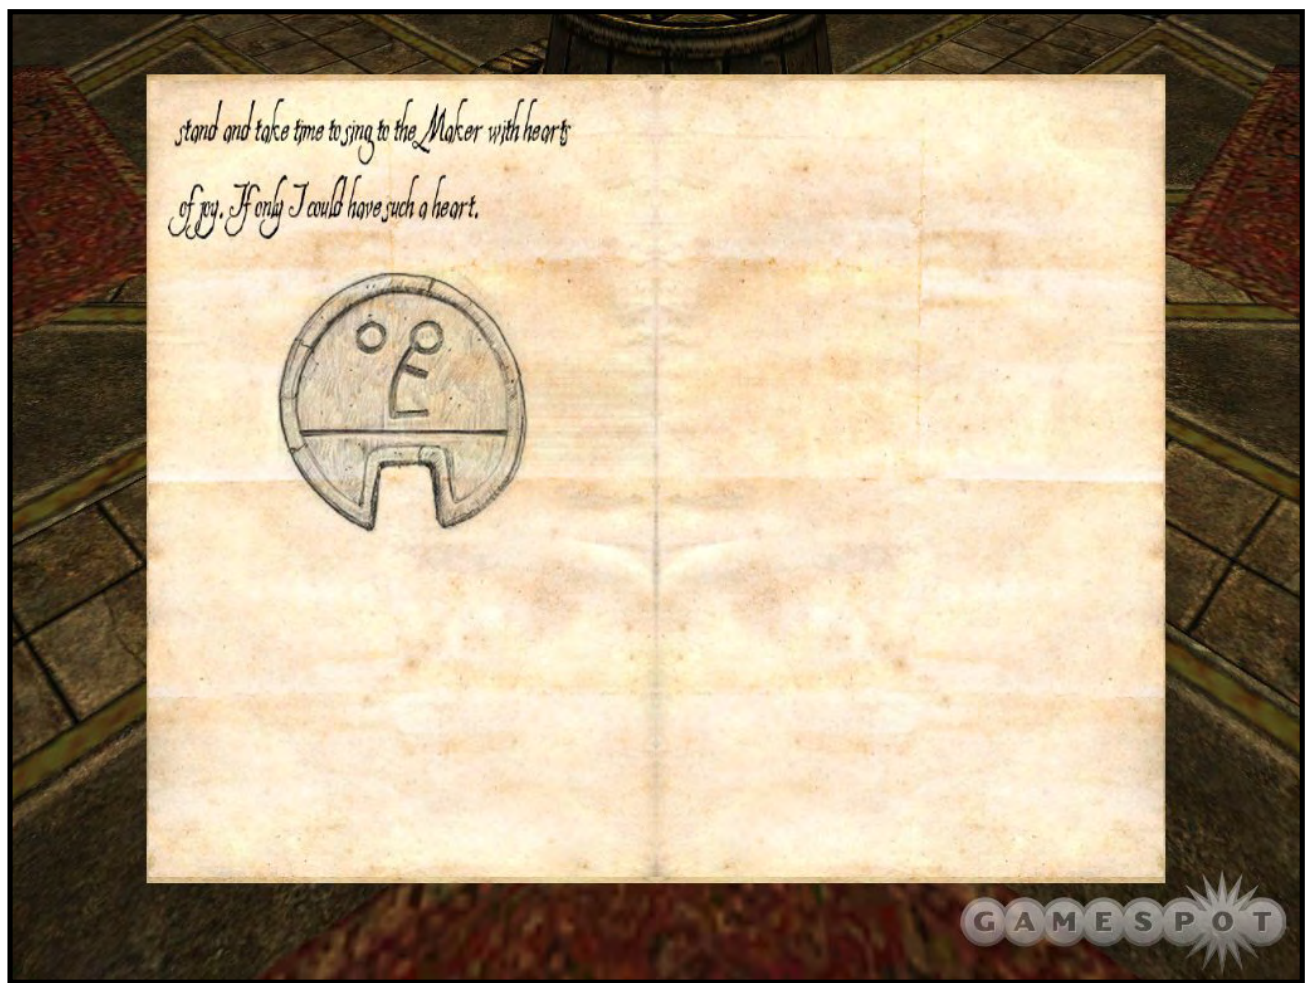 stand and take time to sing to the Maker with hearts
of joy. If only I could have such a heart.
GAMESPOT